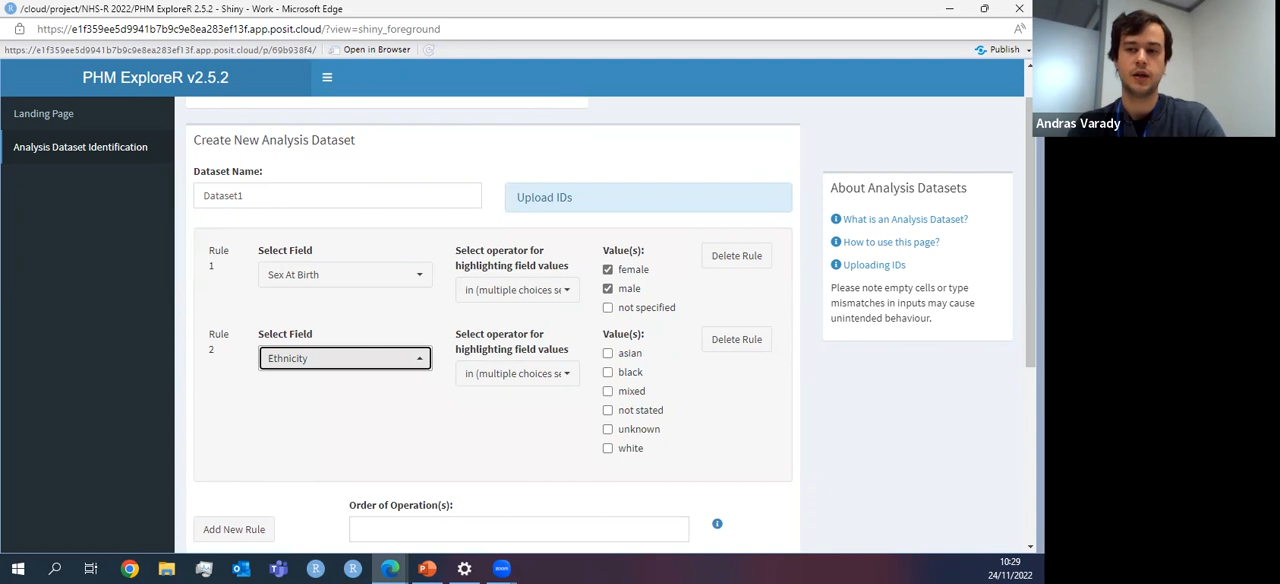 /cloud/project/NHS-R 2022/PHM ExploreR 2.5.2 - Shiny - Work - Microsoft Edge
https://e1f359ee5d9941b7b9c9e8ea283ef13f.app.posit.cloud/?view=shiny_foreground
https://e1f359ee5d9941b7b9c9e8ea283ef13f.app.posit.cloud/p/69b938f4/ Open in Browser Publish
PHM ExploreR v2.5.2
Landing Page
Analysis Dataset Identification
Create New Analysis Dataset
Dataset Name:
Dataset1
Upload IDs
Rule 1
Select Field
Sex At Birth
Select operator for
highlighting field values
in (multiple choices se
Value(s):
female
male
not specified
Delete Rule
Rule 2
Select Field
Ethnicity
Select operator for
highlighting field values
in (multiple choices se
Value(s):
asian
black
mixed
not stated
unknown
white
Delete Rule
Order of Operation(s):
Add New Rule
About Analysis Datasets
What is an Analysis Dataset?
How to use this page?
Uploading IDs
Please note empty cells or type
mismatches in inputs may cause
unintended behaviour.
Andras Varady
zoom
10:29
24/11/2022